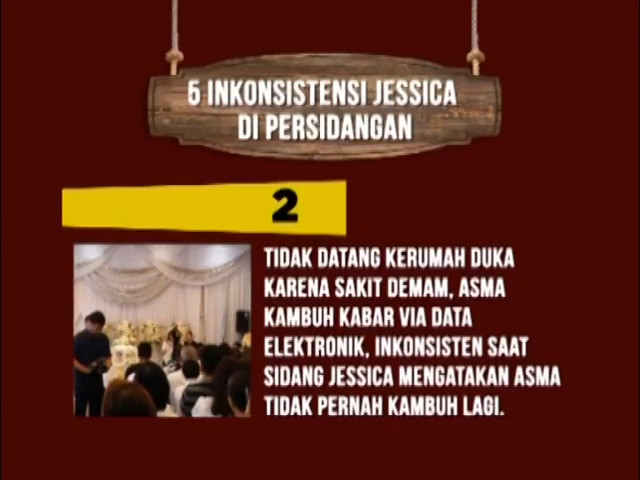 5 INKONSISTENSI JESSICA
DI PERSIDANGAN
2
TIDAK DATANG KERUMAH DUKA
KARENA SAKIT DEMAM, ASMA
KAMBUH KABAR VIA DATA
ELEKTRONIK, INKONSISTEN SAAT
SIDANG JESSICA MENGATAKAN ASMA
TIDAK PERNAH KAMBUH LAGI.